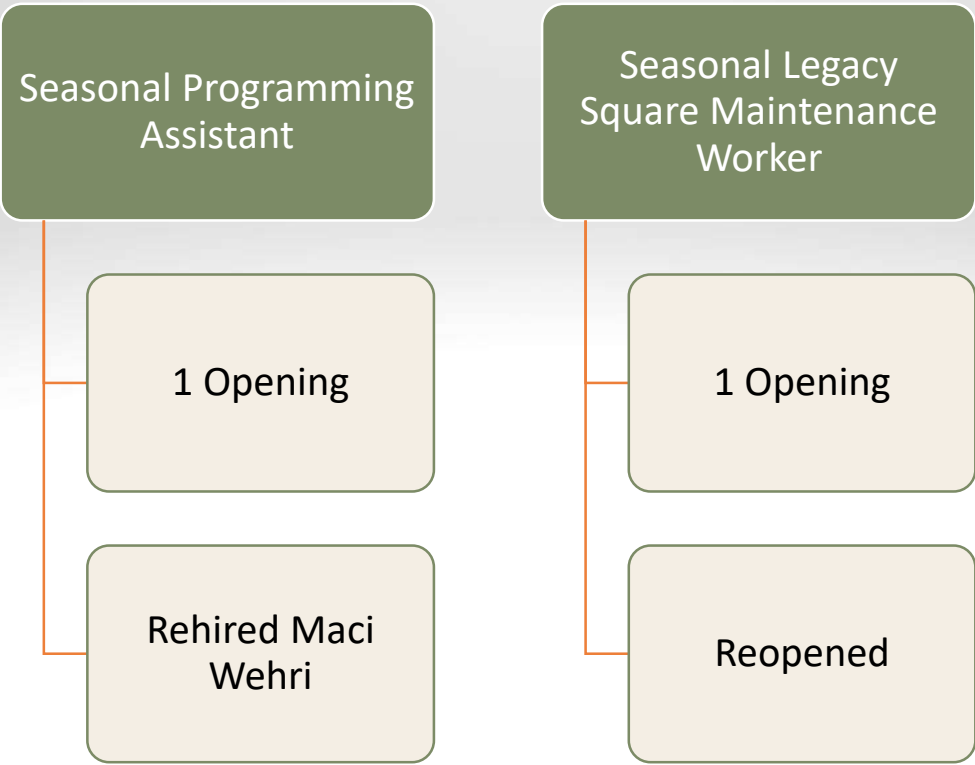 Seasonal Programming
Assistant
1 Opening
Rehired Maci
Wehri
Seasonal Legacy
Square Maintenance
Worker
1 Opening
Reopened